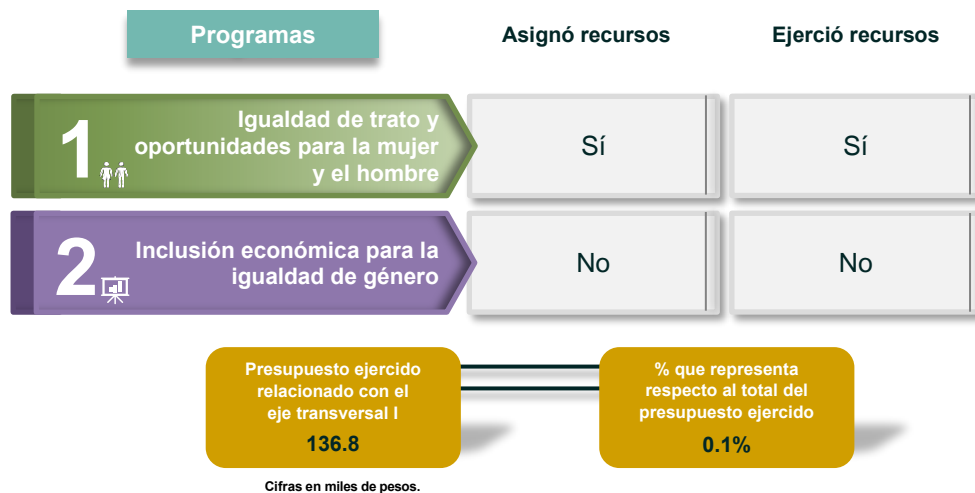 Programas
Asignó recursos
Ejerció recursos
1
Igualdad de trato y
oportunidades para la mujer
y el hombre
Sí
Sí
2
Inclusión económica para la
igualdad de género
No
No
Presupuesto ejercido
relacionado con el
eje transversal I
136.8
% que representa
respecto al total del
presupuesto ejercido
0.1%
Cifras en miles de pesos.